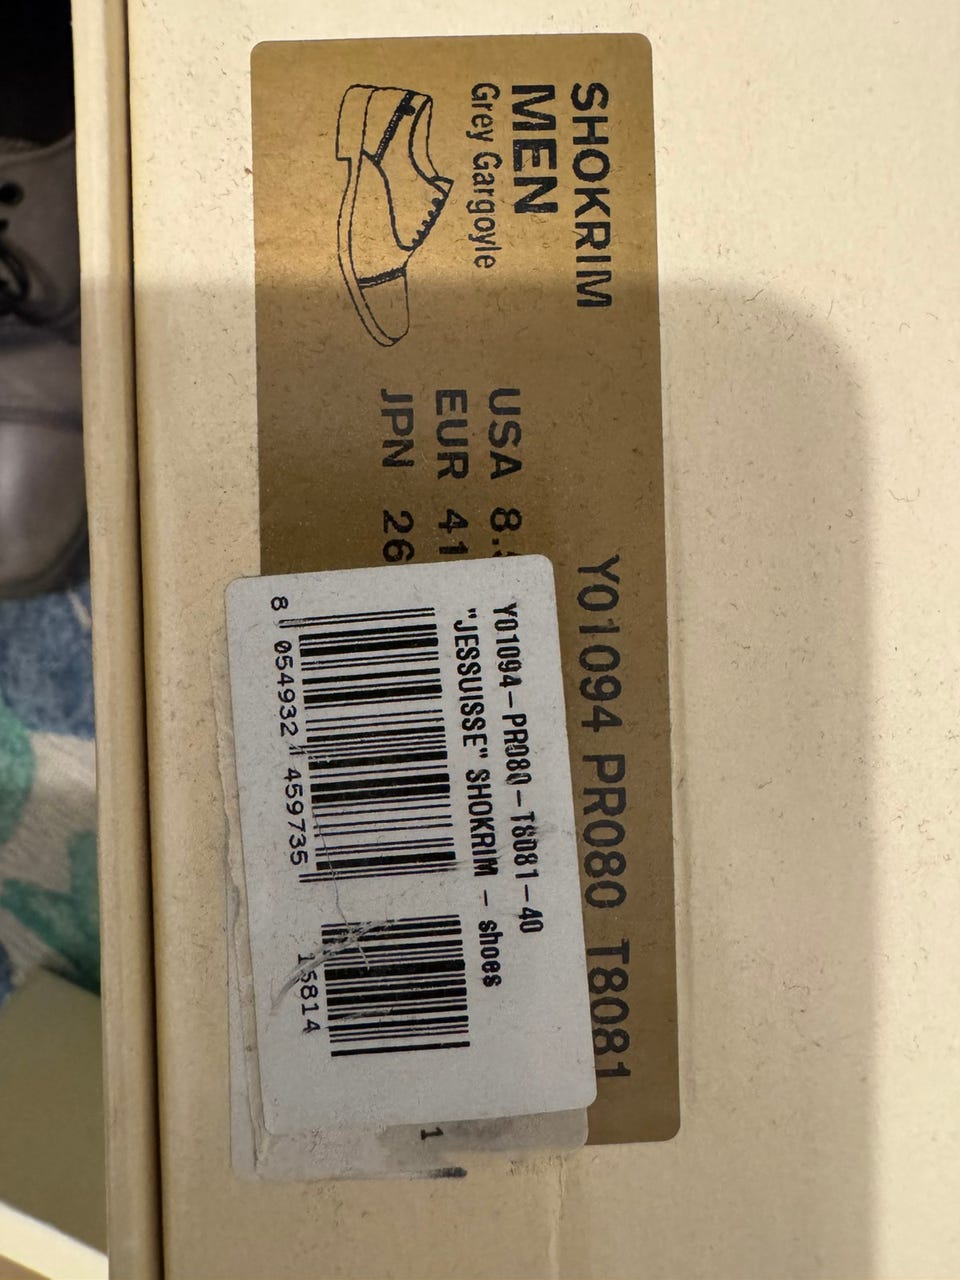 SHOKRIM
MEN
Grey Gargoyle
USA 8.
EUR 41
JPN 26
Y01094 PR080 T8081
Y01094-PR080-T8081-40
"JESSUISSE" SHOKRIM - shoes
8 054932 459735
15814
1